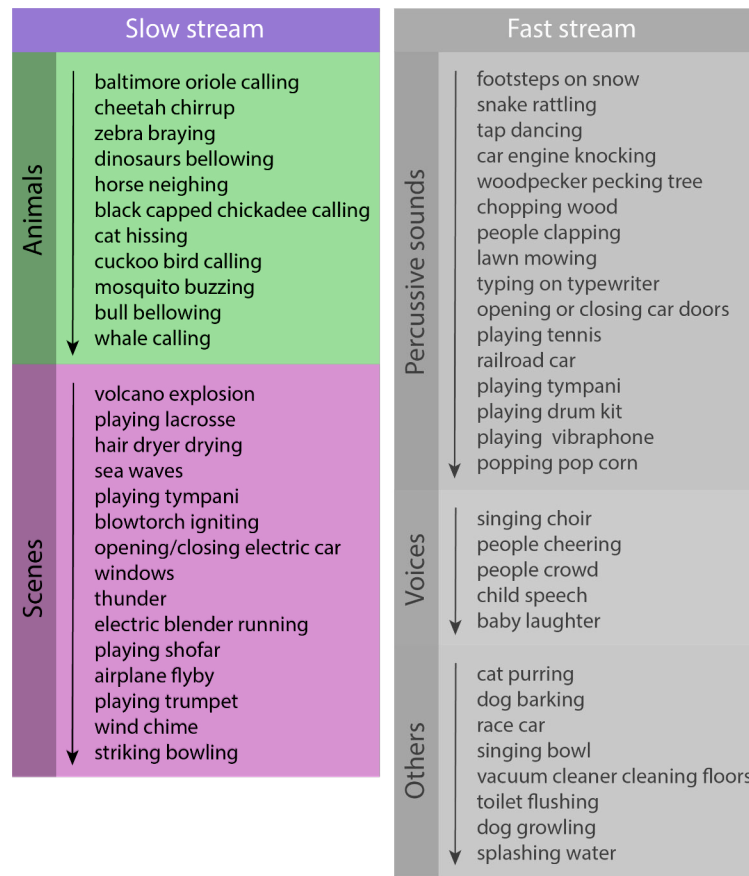 Slow stream
Animals
baltimore oriole calling
cheetah chirrup
zebra braying
dinosaurs bellowing
horse neighing
black capped chickadee calling
cat hissing
cuckoo bird calling
mosquito buzzing
bull bellowing
whale calling
Scenes
volcano explosion
playing lacrosse
hair dryer drying
sea waves
playing tympani
blowtorch igniting
opening/closing electric car
windows
thunder
electric blender running
playing shofar
airplane flyby
playing trumpet
wind chime
striking bowling
Fast stream
Percussive sounds
footsteps on snow
snake rattling
tap dancing
car engine knocking
woodpecker pecking tree
chopping wood
people clapping
lawn mowing
typing on typewriter
opening or closing car doors
playing tennis
railroad car
playing tympani
playing drum kit
playing vibraphone
popping pop corn
Voices
singing choir
people cheering
people crowd
child speech
baby laughter
Others
cat purring
dog barking
race car
singing bowl
vacuum cleaner cleaning floors
toilet flushing
dog growling
splashing water